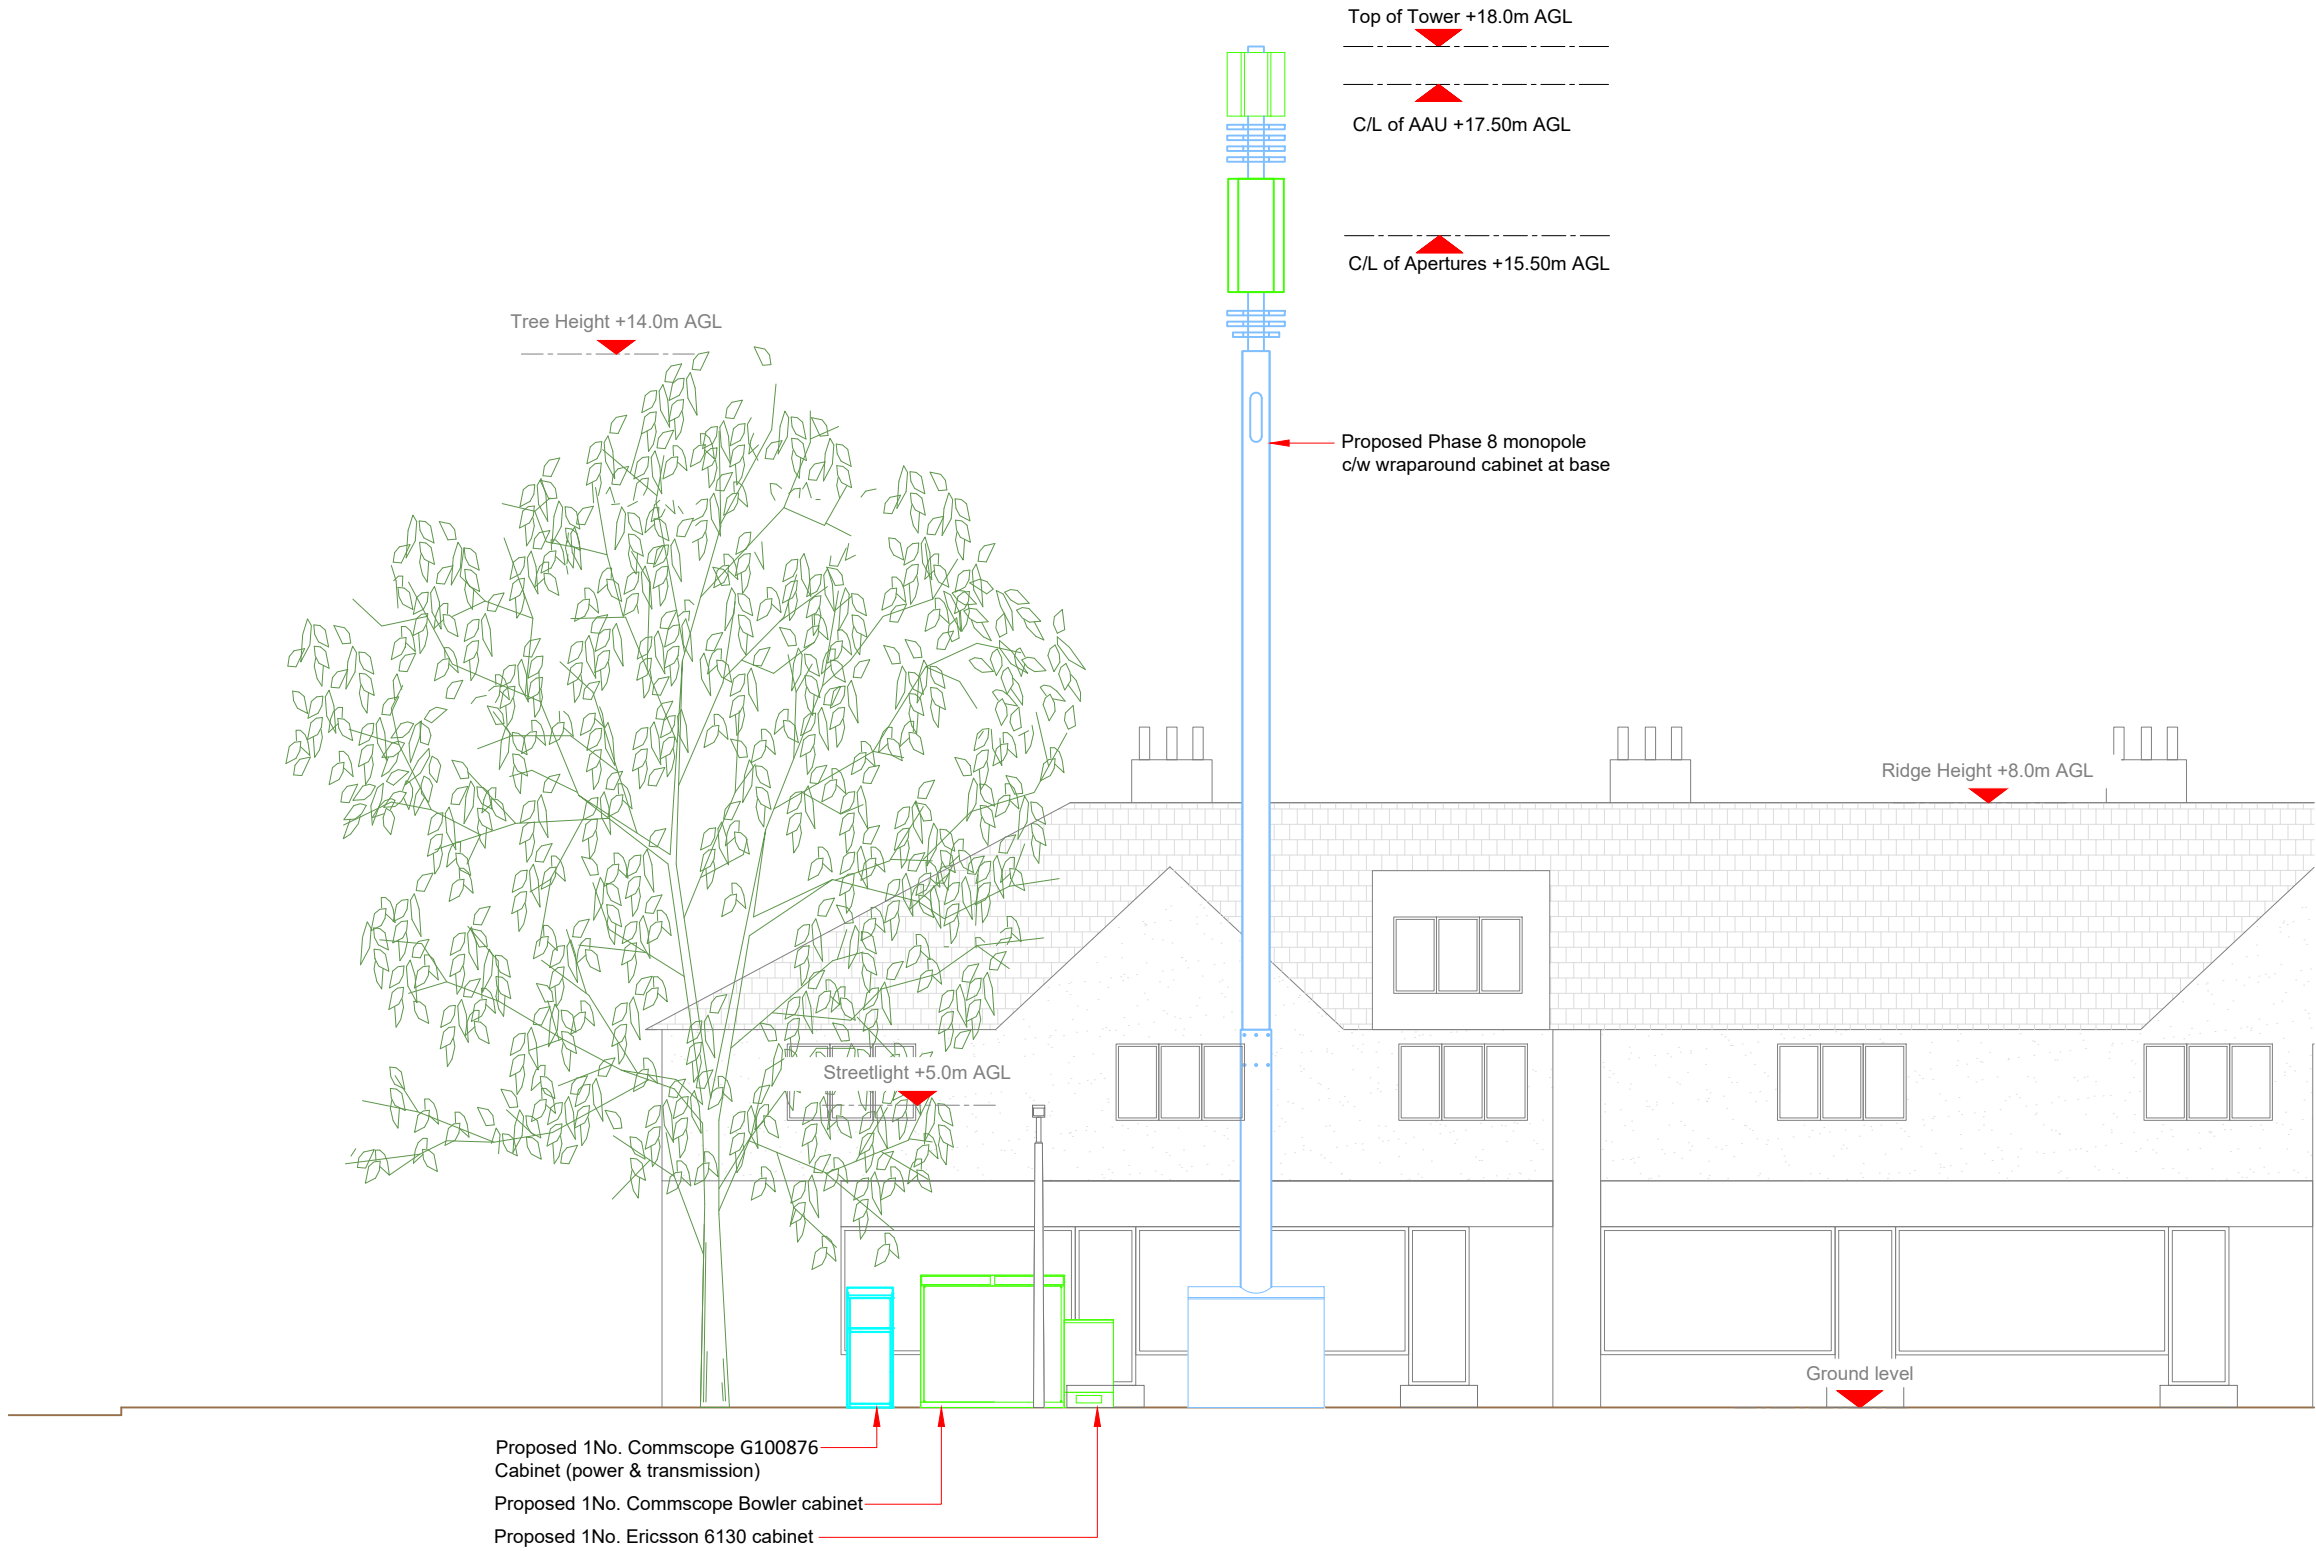 Top of Tower +18.0m AGL
C/L of AAU +17.50m AGL
C/L of Apertures +15.50m AGL
Tree Height +14.0m AGL
Proposed Phase 8 monopole
c/w wraparound cabinet at base
Ridge Height +8.0m AGL
Streetlight +5.0m AGL
Ground level
Proposed 1No. Commscope G100876
Cabinet (power & transmission)
Proposed 1No. Commscope Bowler cabinet
Proposed 1No. Ericsson 6130 cabinet